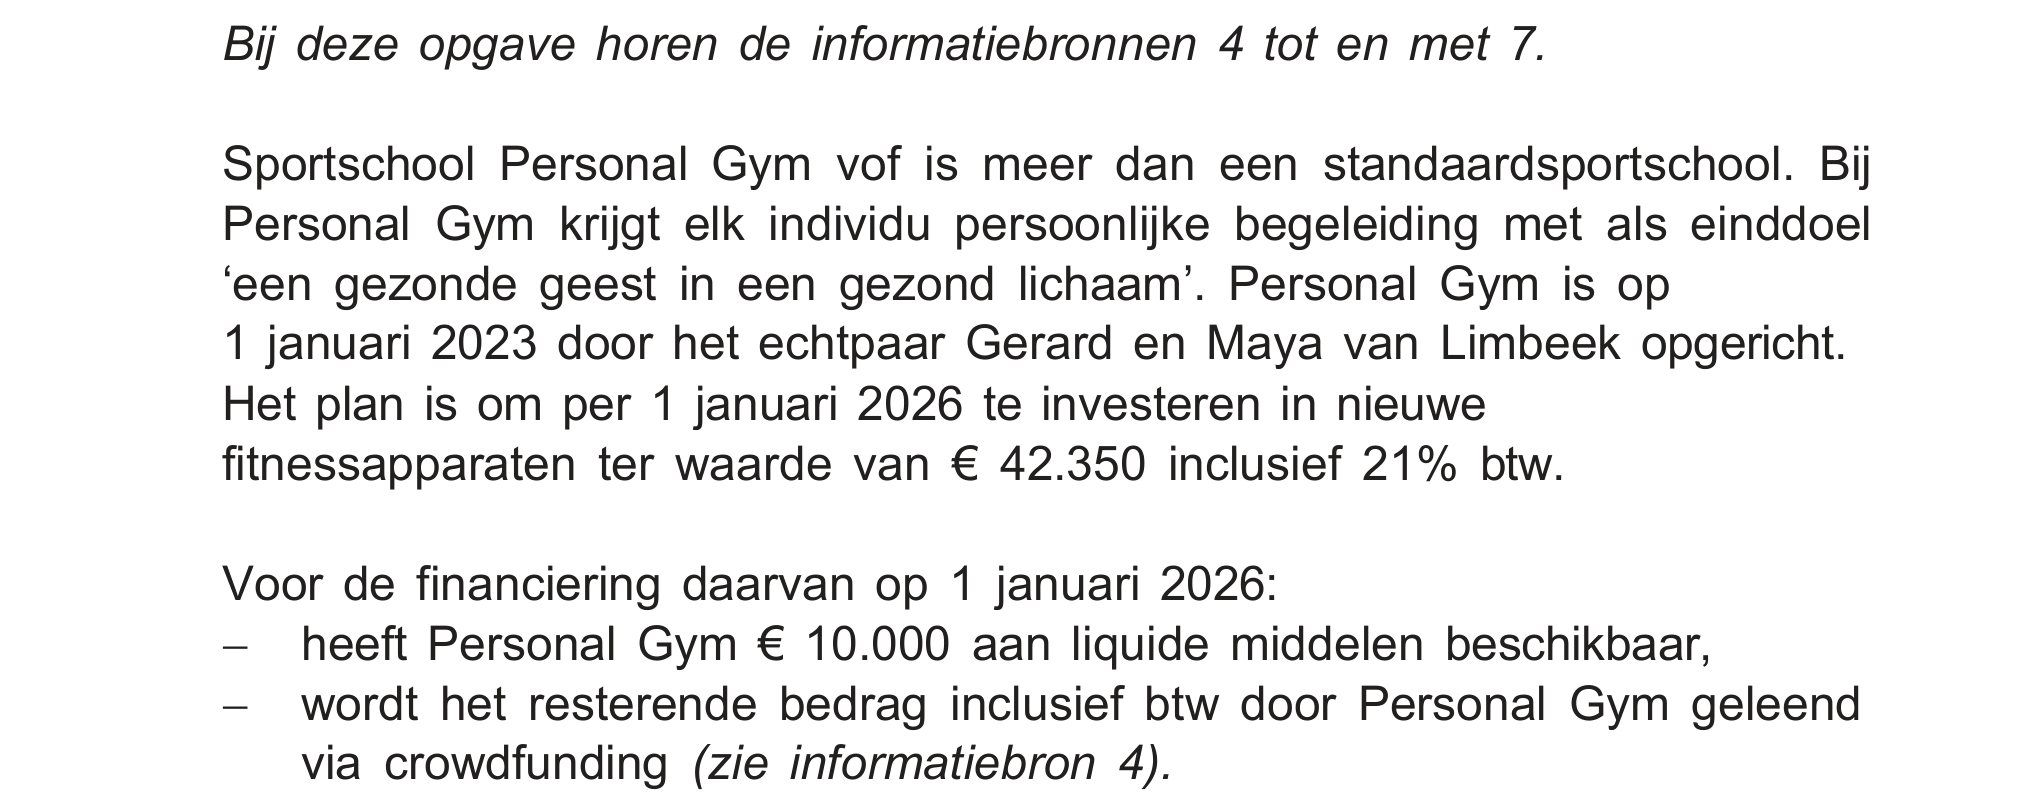 Bij deze opgave horen de informatiebronnen 4 tot en met 7.
Sportschool Personal Gym vof is meer dan een standaardsportschool. Bij
Personal Gym krijgt elk individu persoonlijke begeleiding met als einddoel
‘een gezonde geest in een gezond lichaam’. Personal Gym is op
1 januari 2023 door het echtpaar Gerard en Maya van Limbeek opgericht.
Het plan is om per 1 januari 2026 te investeren in nieuwe
fitnessapparaten ter waarde van € 42.350 inclusief 21% btw.
Voor de financiering daarvan op 1 januari 2026:
– heeft Personal Gym € 10.000 aan liquide middelen beschikbaar,
– wordt het resterende bedrag inclusief btw door Personal Gym geleend
via crowdfunding (zie informatiebron 4).